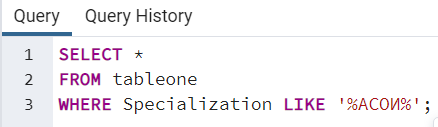 Query Query History
1 SELECT *
2 FROM tableone
3 WHERE Specialization LIKE '%АСОИ%';